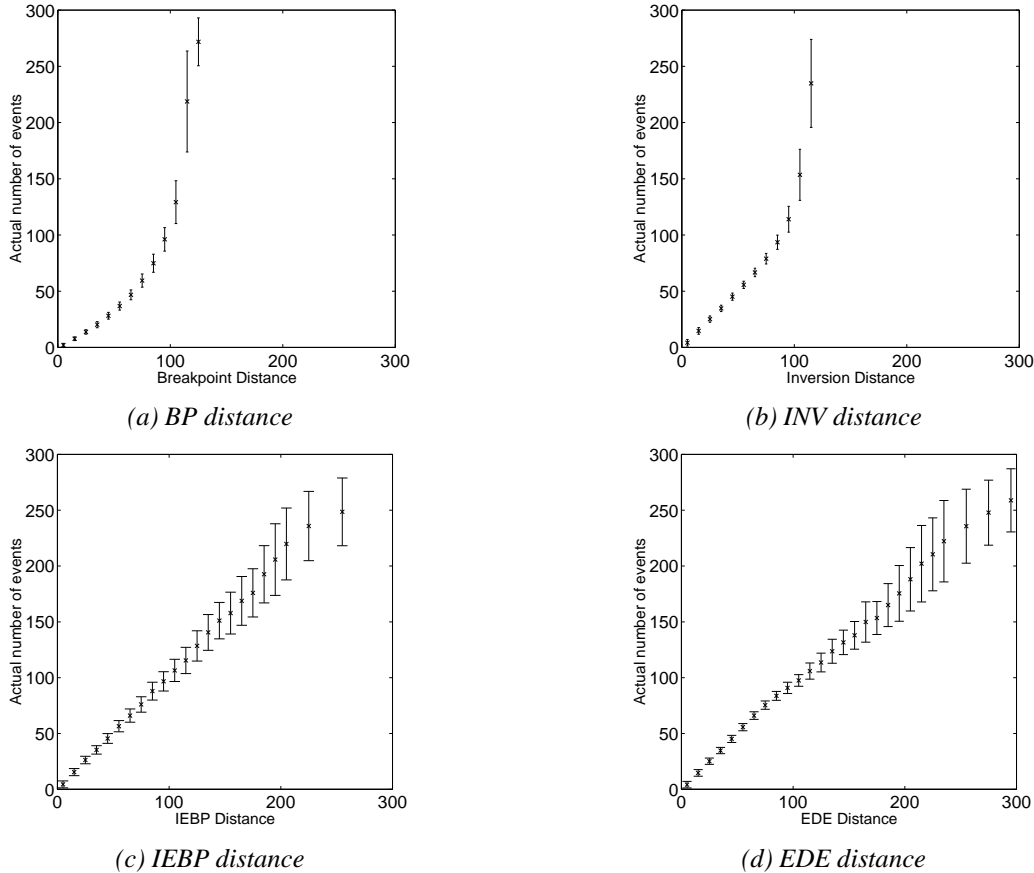 300
250
200
150
100
50
0
Actual number of events
0 100 200 300
Breakpoint Distance
(a) BP distance
300
250
200
150
100
50
0
Actual number of events
0 100 200 300
Inversion Distance
(b) INV distance
300
250
200
150
100
50
0
Actual number of events
0 100 200 300
IEBP Distance
(c) IEBP distance
300
250
200
150
100
50
0
Actual number of events
0 100 200 300
EDE Distance
(d) EDE distance